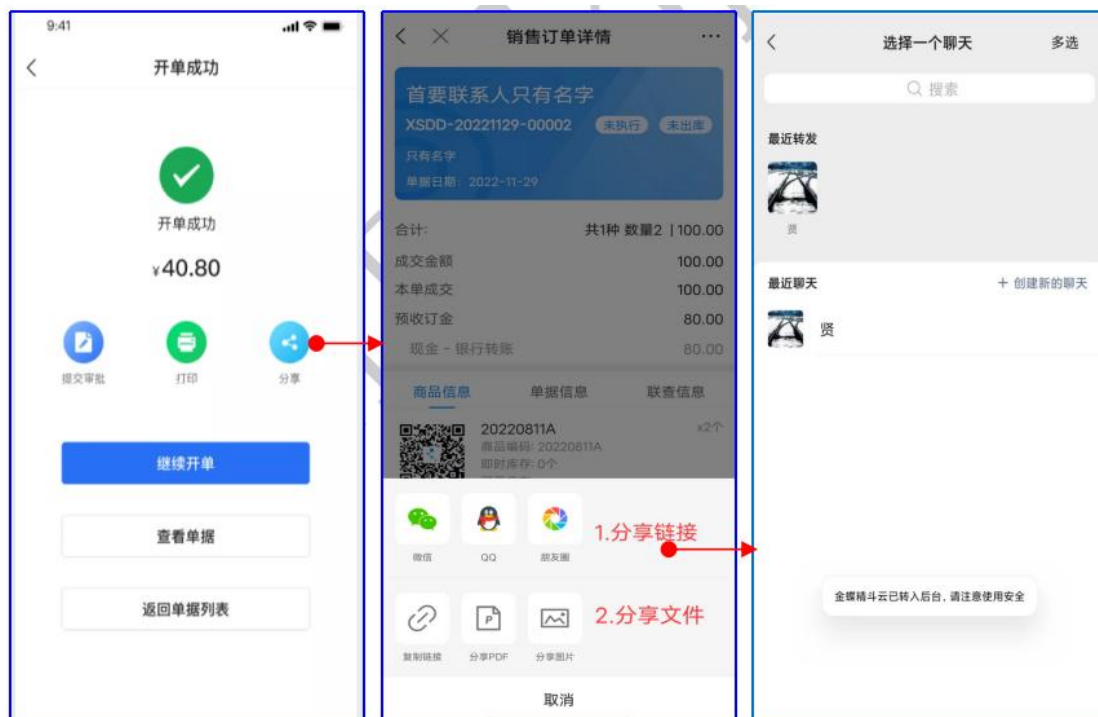 9:41
开单成功
开单成功
¥40.80
提交审批
打印
分享
继续开单
查看单据
返回单据列表
销售订单详情
首要联系人只有名字
XSDD-20221129-00002 未执行 未出库
只有名字
单据日期: 2022-11-29
合计: 共1种 数量2 | 100.00
成交金额 100.00
本单成交 100.00
预收订金 80.00
现金 - 银行转账 80.00
商品信息 单据信息 联查信息
20220811A x2个
商品编码: 20220811A
即时库存: 0个
微信 QQ 朋友圈
1.分享链接
复制链接 分享PDF 分享图片
2.分享文件
取消
选择一个聊天 多选
搜索
最近转发
贤
最近聊天 + 创建新的聊天
贤
金蝶精斗云已转入后台，请注意使用安全